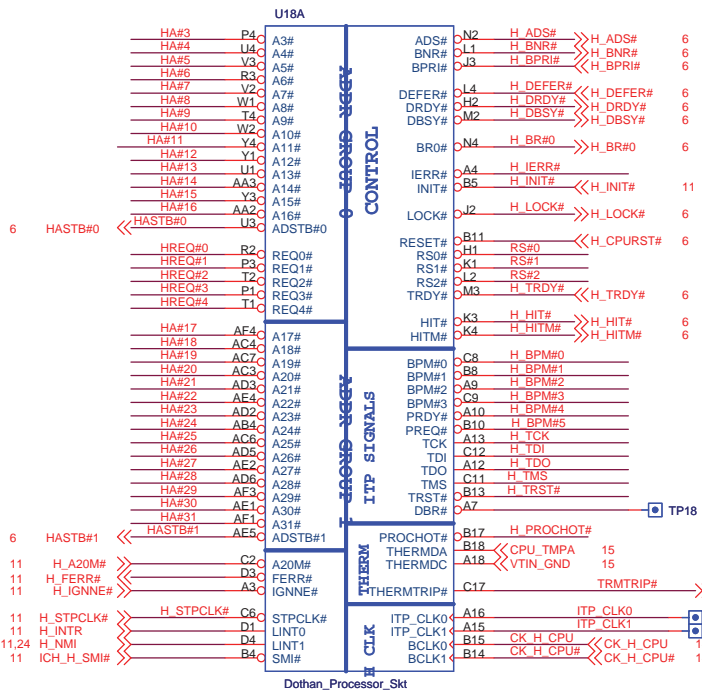 U18A
HA#3 P4 A3# ADS# N2 H_ADS# H_ADS# 6
HA#4 U4 A4# BNR# L1 H_BNR# H_BNR# 6
HA#5 V3 A5# BPRI# J3 H_BPRI# H_BPRI# 6
HA#6 R3 A6#
HA#7 V2 A7# DEFER# L4 H_DEFER# H_DEFER# 6
HA#8 W1 A8# DRDY# H2 H_DRDY# H_DRDY# 6
HA#9 T4 A9# DBSY# M2 H_DBSY# H_DBSY# 6
HA#10 W2 A10#
HA#11 Y4 A11# BR0# N4 H_BR#0 H_BR#0 6
HA#12 Y1 A12#
HA#13 U1 A13# IERR# A4 H_IERR#
HA#14 AA3 A14# INIT# B5 H_INIT# H_INIT# 11
HA#15 Y3 A15#
HA#16 AA2 A16# LOCK# J2 H_LOCK# H_LOCK# 6
6 HASTB#0 HASTB#0 U3 ADSTB#0
ADDR GROUP 0
CONTROL
RESET# B11 H_CPURST# 6
HREQ#0 R2 REQ0# RS0# H1 RS#0
HREQ#1 P3 REQ1# RS1# K1 RS#1
HREQ#2 T2 REQ2# RS2# L2 RS#2
HREQ#3 P1 REQ3# TRDY# M3 H_TRDY# H_TRDY# 6
HREQ#4 T1 REQ4#
HIT# K3 H_HIT# H_HIT# 6
HA#17 AF4 A17# HITM# K4 H_HITM# H_HITM# 6
HA#18 AC4 A18#
HA#19 AC7 A19# BPM#0 C8 H_BPM#0
HA#20 AC3 A20# BPM#1 B8 H_BPM#1
HA#21 AD3 A21# BPM#2 A9 H_BPM#2
HA#22 AE4 A22# BPM#3 C9 H_BPM#3
HA#23 AD2 A23# PRDY# A10 H_BPM#4
HA#24 AB4 A24# PREQ# B10 H_BPM#5
HA#25 AC6 A25# TCK A13 H_TCK
HA#26 AD5 A26# TDI C12 H_TDI
HA#27 AE2 A27# TDO A12 H_TDO
HA#28 AD6 A28# TMS C11 H_TMS
HA#29 AF3 A29# TRST# B13 H_TRST#
HA#30 AE1 A30# DBR# A7 TP18
HA#31 AF1 A31#
6 HASTB#1 HASTB#1 AE5 ADSTB#1
ADDR GROUP 1
ITP SIGNALS
PROCHOT# B17 H_PROCHOT#
THERMDA B18 CPU_TMPA 15
11 H_A20M# C2 A20M# THERMDC A18 VTIN_GND 15
11 H_FERR# D3 FERR#
11 H_IGNNE# A3 IGNNE# THERMTRIP# C17 TRMTRIP#
THERM
11 H_STPCLK# H_STPCLK# C6 STPCLK# ITP_CLK0 A16 ITP_CLK0
11 H_INTR D1 LINT0 ITP_CLK1 A15 ITP_CLK1
11,24 H_NMI D4 LINT1 BCLK0 B15 CK_H_CPU CK_H_CPU 1
11 ICH_H_SMI# B4 SMI# BCLK1 B14 CK_H_CPU# CK_H_CPU# 1
H CLK
Dothan_Processor_Skt